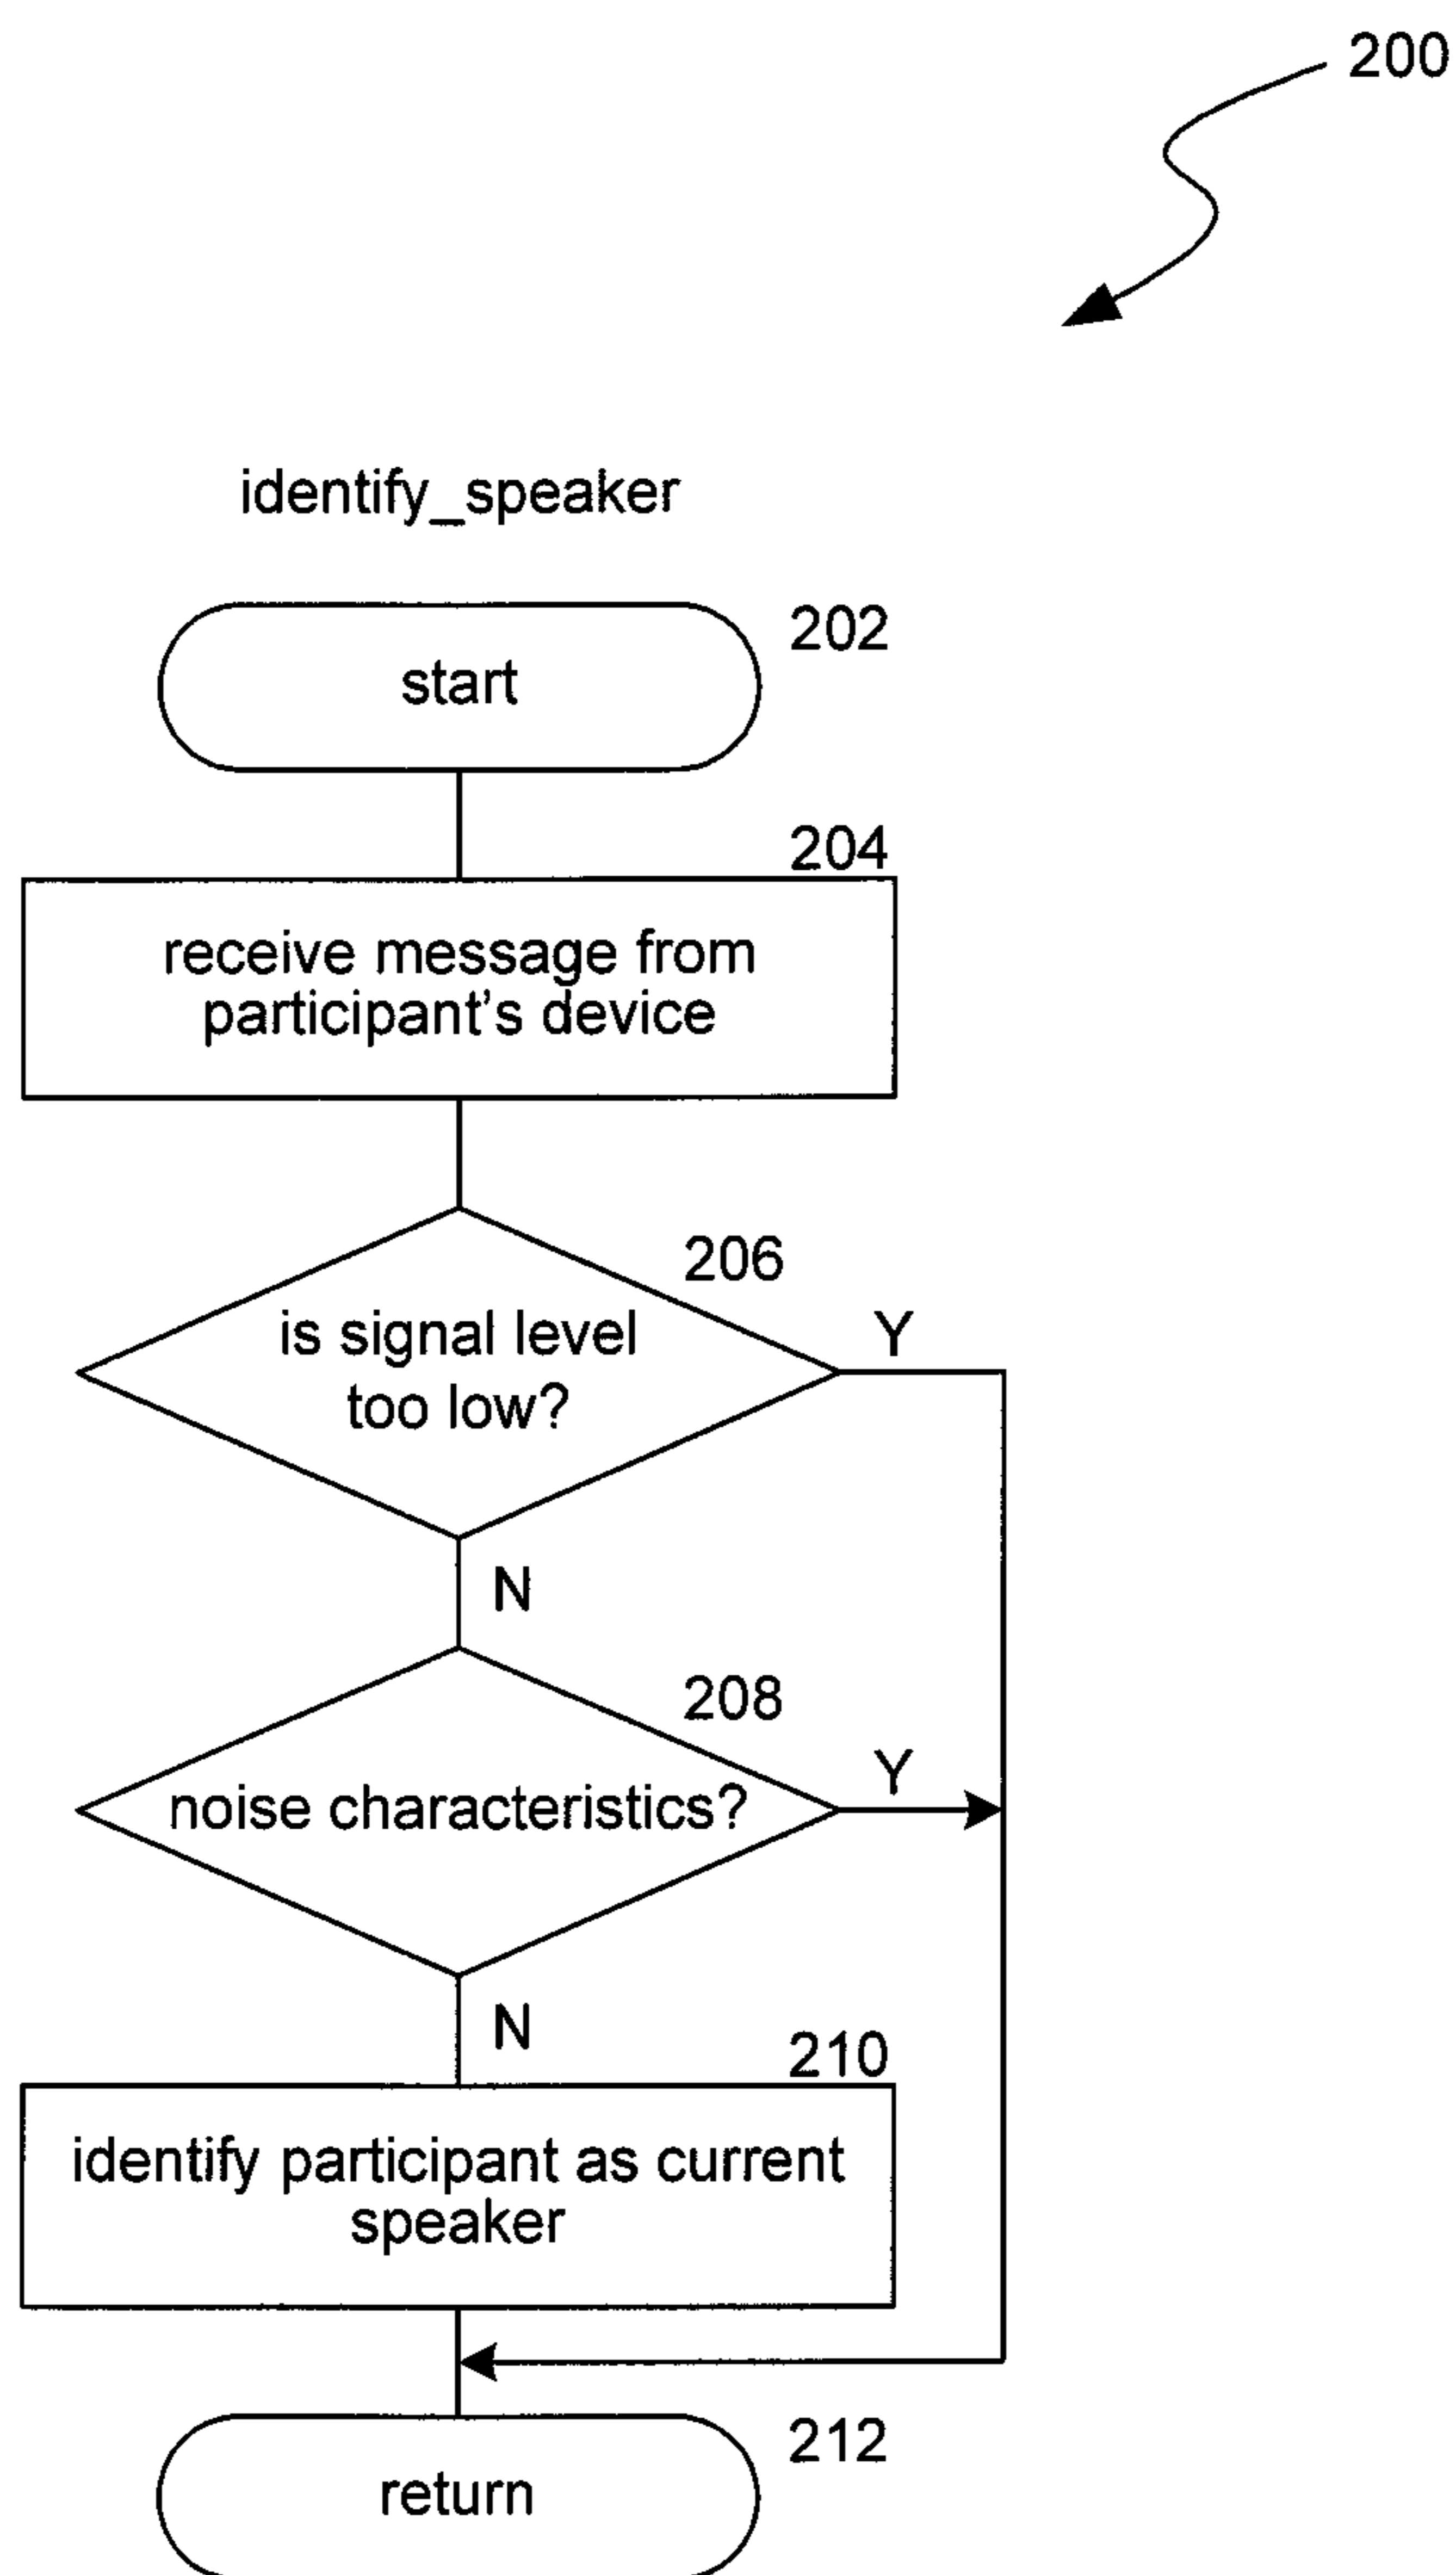 200
identify_speaker
202
start
204
receive message from
participant's device
206
is signal level
too low?
Y
N
208
noise characteristics?
Y
N
210
identify participant as current
speaker
212
return